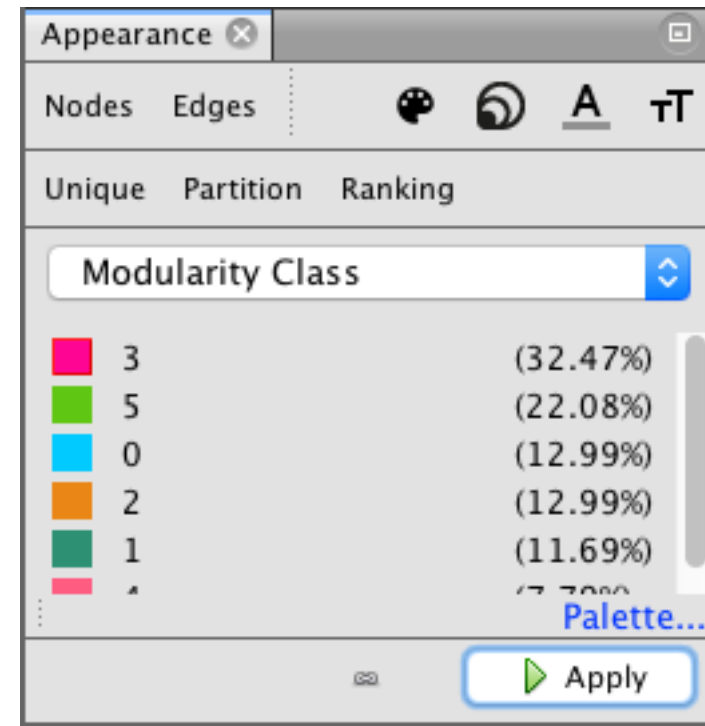 Appearance
Nodes Edges A TT
Unique Partition Ranking
Modularity Class
3 (32.47%)
5 (22.08%)
0 (12.99%)
2 (12.99%)
1 (11.69%)
Palette...
Apply